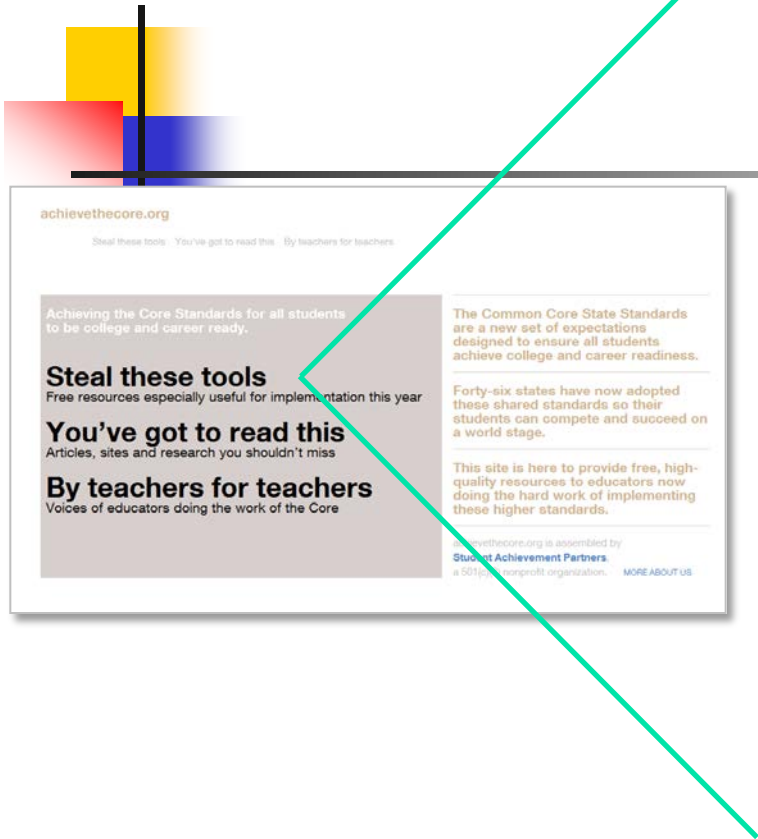 achievethecore.org
Steal these tools You've got to read this By teachers for teachers
Achieving the Core Standards for all students
to be college and career ready.
Steal these tools
Free resources especially useful for implementation this year
You've got to read this
Articles, sites and research you shouldn't miss
By teachers for teachers
Voices of educators doing the work of the Core
The Common Core State Standards
are a new set of expectations
designed to ensure all students
achieve college and career readiness.
Forty-six states have now adopted
these shared standards so their
students can compete and succeed on
a world stage.
This site is here to provide free, high-
quality resources to educators now
doing the hard work of implementing
these higher standards.
achievethecore.org is assembled by
Student Achievement Partners,
a 501(c)(3) nonprofit organization. MORE ABOUT US